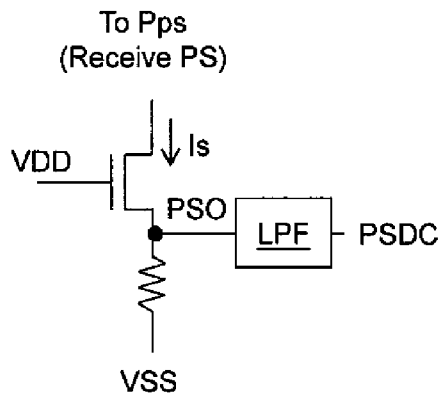 To Pps
(Receive PS)
Is
VDD
PSO
LPF
PSDC
VSS